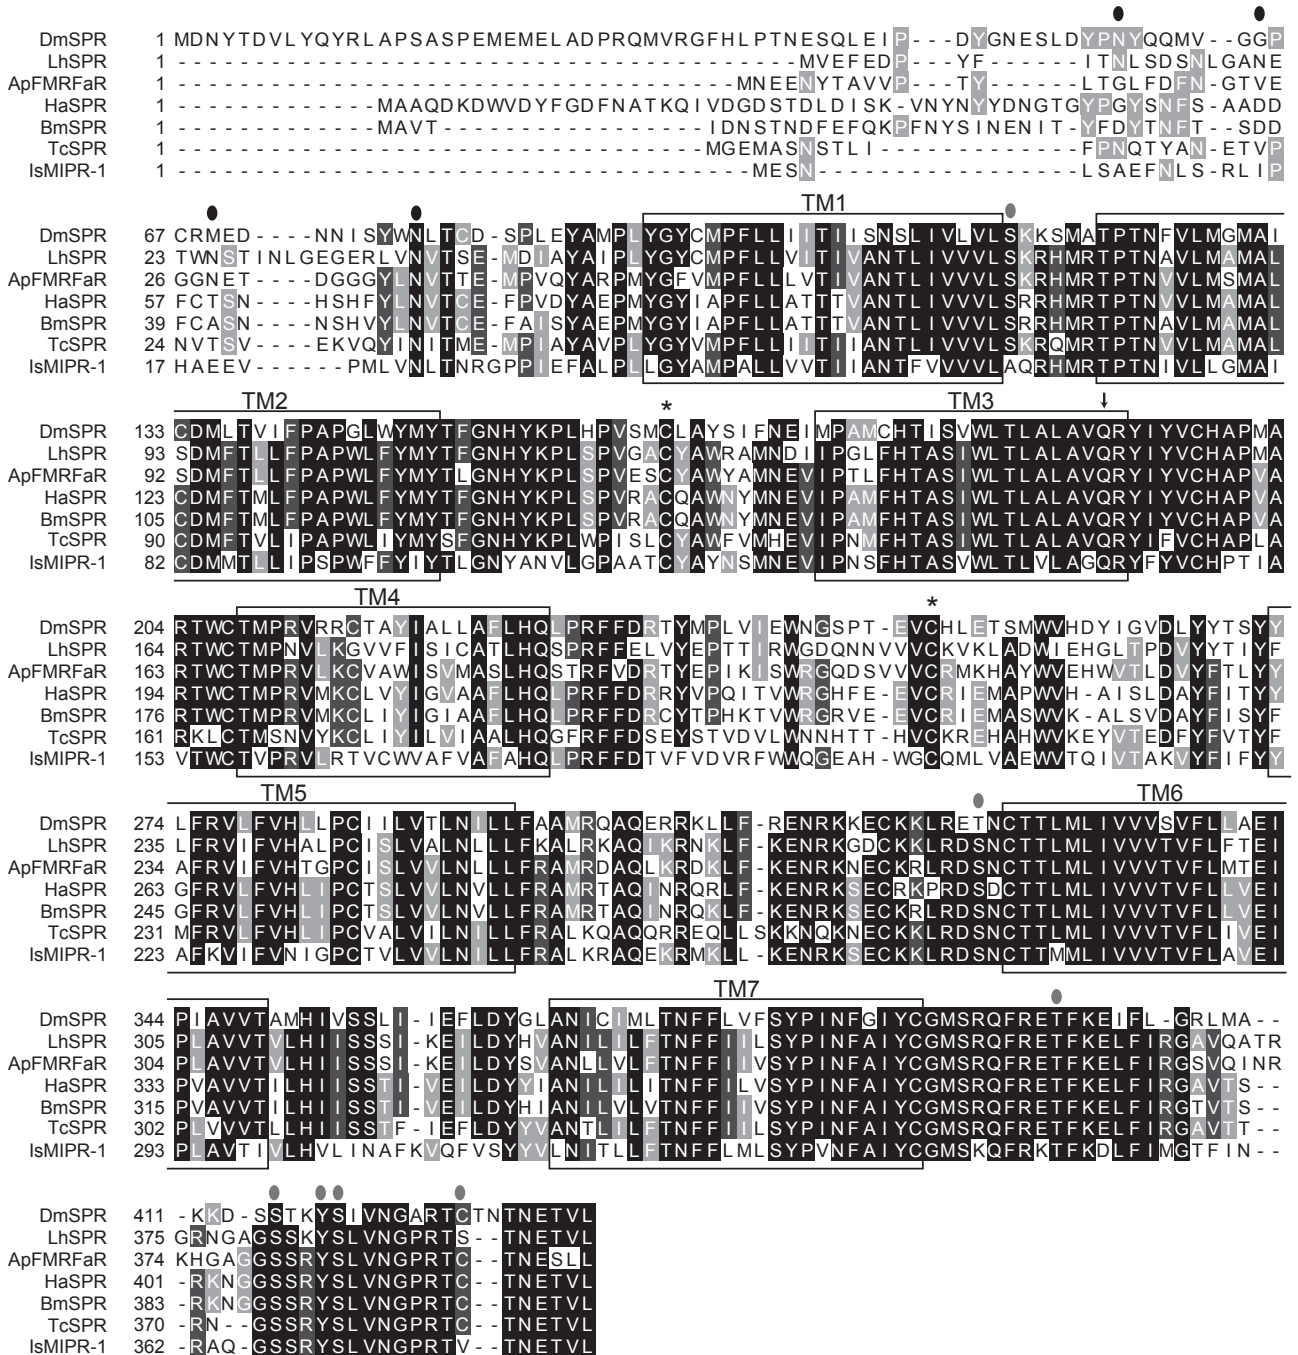 DmSPR 1 MDNYTDVLYQYRLAPSASPEMEMELADPRQMVRGFHLPTNESQLEIP---DYGNESLDYPNYQQMV--GGP
LhSPR 1 ----------------------------------------MVEFEDP---YF------ITNLSDSNLGANE
ApFMRFaR 1 ------------------------------------MNEENYTAVVP---TY------LTGLFDFN-GTVE
HaSPR 1 -------------MAAQDKDWVDYFGDFNATKQIVDGDSTDLDISK-VNYNYYDNGTGYPGYSNFS-AADD
BmSPR 1 -------------MAVT-----------------IDNSTNDFEFQKPFNYSINENIT-YFDYTNFT--SDD
TcSPR 1 ----------------------------------MGEMASNSTLI-------------FPNQTYAN-ETVP
IsMIPR-1 1 -------------------------------------MESN-----------------LSAEFNLS-RLIP
TM1
DmSPR 67 CRMED----NNISYWNLTCD-SPLEYAMPLYGYCMPFLLIITIISNSLIVLVLSKKSMATPTNFVLMGMAI
LhSPR 23 TWNSTINLGEGERLVNVTSE-MDIAYAIPLYGYCMPFLLVITIVANTLIVVVLSKRHMRTPTNAVLMAMAL
ApFMRFaR 26 GGNET----DGGGYLNVTTE-MPVQYARPMYGFVMPFLLLVTIVANTLIVVVLSKRHMRTPTNVVLMSMAL
HaSPR 57 FCTSN----HSHFYLNVTCE-FPVDYAEPMYGYIAPFLLATTTVANTLIVVVLSRRHMRTPTNVVLMAMAL
BmSPR 39 FCASN----NSHVYLNVTCE-FAISYAEPMYGYIAPFLLATTTVANTLIVVVLSRRHMRTPTNAVLMAMAL
TcSPR 24 NVTSV----EKVQYINITME-MPIAYAVPLYGYVMPFLLIITIIANTLIVVVLSKRQMRTPTNVVLMAMAL
IsMIPR-1 17 HAEEV-----PMLVNLTNRGPPIEFALPLLGYAMPALLVVTIIANTFVVVVLAQRHMRTPTNIVLLGMAI
TM2 * TM3 ↓
DmSPR 133 CDMLTVIFPAPGLWYMYTFGNHYKPLHPVSMCLAYSIFNEIMPAMCHTISVWLTLALAVQRYIYVCHAPMA
LhSPR 93 SDMFTLLFPAPWLFYMYTFGNHYKPLSPVGACYAWRAMNDIIPGLFHTASIWLTLALAVQRYIYVCHAPMA
ApFMRFaR 92 SDMFTLLFPAPWLFYMYTLGNHYKPLSPVESCYAWYAMNEVIPTLFHTASIWLTLALAVQRYIYVCHAPVA
HaSPR 123 CDMFTMLFPAPWLFYMYTFGNHYKPLSPVRACQAWNYMNEVIPAMFHTASIWLTLALAVQRYIYVCHAPVA
BmSPR 105 CDMFTMLFPAPWLFYMYTFGNHYKPLSPVRACQAWNYMNEVIPAMFHTASIWLTLALAVQRYIYVCHAPVA
TcSPR 90 CDMFTVLIPAPWLIYMYSFGNHYKPLWPISLCYAWFVMHEVIPNMFHTASIWLTLALAVQRYIFVCHAPLA
IsMIPR-1 82 CDMMTLLIPSPWFFYIYTLGNYANVLGPAATCYAYNSMNEVIPNSFHTASVWLTLVLAGQRYFYVCHPTIA
TM4 *
DmSPR 204 RTWCTMPRVRRCTAYIALLAFLHQLPRFFDRTYMPLVIEWNGSPT-EVCHLETSMWVHDYIGVDLYYTSYY
LhSPR 164 RTWCTMPNVLKGVVFISICATLHQSPRFFELVYEPTTIRWGDQNNVVVCKVKLADWIEHGLTPDVYYTIYF
ApFMRFaR 163 RTWCTMPRVLKCVAWISVMASLHQSTRFVDRTYEPIKISWRGQDSVVVCRMKHAYWVEHWVTLDVYFTLYY
HaSPR 194 RTWCTMPRVMKCLVYIGVAAFLHQLPRFFDRRYVPQITVWRGHFE-EVCRIEMAPWVH-AISLDAYFITYY
BmSPR 176 RTWCTMPRVMKCLIYIGIAAFLHQLPRFFDRCYTPHKTVWRGRVE-EVCRIEMASWVK-ALSVDAYFISYF
TcSPR 161 RKLCTMSNVYKCLIYILVIAALHQGFRFFDSEYSTVDVLWNNHTT-HVCKREHAHWVKEYVTEDFYFVTYF
IsMIPR-1 153 VTWCTVPRVLRTVCWVAFVAFAHQLPRFFDTVFVDVRFWWQGEAH-WGCQMLVAEWVTQIVTAKVYFIFYY
TM5 TM6
DmSPR 274 LFRVLFVHLLPCIILVTLNILLFAAMRQAQERRKLLF-RENRKKECKKLRETNCTTLMLIVVVSVFLLAEI
LhSPR 235 LFRVIFVHALPCISLVALNLLLFKALRKAQIKRNKLF-KENRKGDCKKLRDSNCTTLMLIVVVTVFLFTEI
ApFMRFaR 234 AFRVIFVHTGPCISLVVLNLLLFRAMRDAQLKRDKLF-KENRKNECKRLRDSNCTTLMLIVVVTVFLMTEI
HaSPR 263 GFRVLFVHLIPCTSLVVLNVLLFRAMRTAQINRQRLF-KENRKSECRKPRDSDCTTLMLIVVVTVFLLVEI
BmSPR 245 GFRVLFVHLIPCTSLVVLNVLLFRAMRTAQINRQKLF-KENRKSECKRLRDSNCTTLMLIVVVTVFLLVEI
TcSPR 231 MFRVLFVHLIPCVALVILNILLFRALKQAQQRREQLLSKKNQKNECKKLRDSNCTTLMLIVVVTVFLIVEI
IsMIPR-1 223 AFKVIFVNIGPCTVLVVLNILLFRALKRAQEKRMKLL-KENRKSECKKLRDSNCTTMMLIVVVTVFLAVEI
TM7
DmSPR 344 PIAVVTAMHIVSSLI-IEFLDYGLANICIMLTNFFLVFSYPINFGIYCGMSRQFRETFKEIFL-GRLMA--
LhSPR 305 PLAVVTVLHIISSSI-KEILDYHVANLILILFTNFFIILSYPINFAIYCGMSRQFRETFKELFIRGAVQATR
ApFMRFaR 304 PLAVVTILHIISSSI-KEILDYSVANLLVLFTNFFIIVSYPINFAIYCGMSRQFRETFKELFIRGSVQINR
HaSPR 333 PVAVVTILHIISSTI-VEILDYYIANILILITNFFILVSYPINFAIYCGMSRQFRETFKELFIRGAVTS--
BmSPR 315 PVAVVTILHIISSTI-VEILDYHIANILVLVTNFFIIVSYPINFAIYCGMSRQFRETFKELFIRGTVTS--
TcSPR 302 PLVVVTLLHIISSTF-IEFLDYYVANTLILFTNFFIILSYPINFAIYCGMSRQFRETFKELFIRGAVTT--
IsMIPR-1 293 PLAVTIVLHVLINAFKVQFVSYYVLNITLLFTNFFLMLSYPVNFAIYCGMSKQFRKTFKDLFIMGTFIN--
DmSPR 411 -KKD-SSTKYSIVNGARTCTNTNETVL
LhSPR 375 GRNGAGSSKYSLVNGPRTS--TNETVL
ApFMRFaR 374 KHGAGGSSRYSLVNGPRTC--TNESLL
HaSPR 401 -RKNGGSSRYSLVNGPRTC--TNETVL
BmSPR 383 -RKNGGSSRYSLVNGPRTC--TNETVL
TcSPR 370 -RN--GSSRYSLVNGPRTC--TNETVL
IsMIPR-1 362 -RAQ-GSSRYSLVNGPRTV--TNETVL